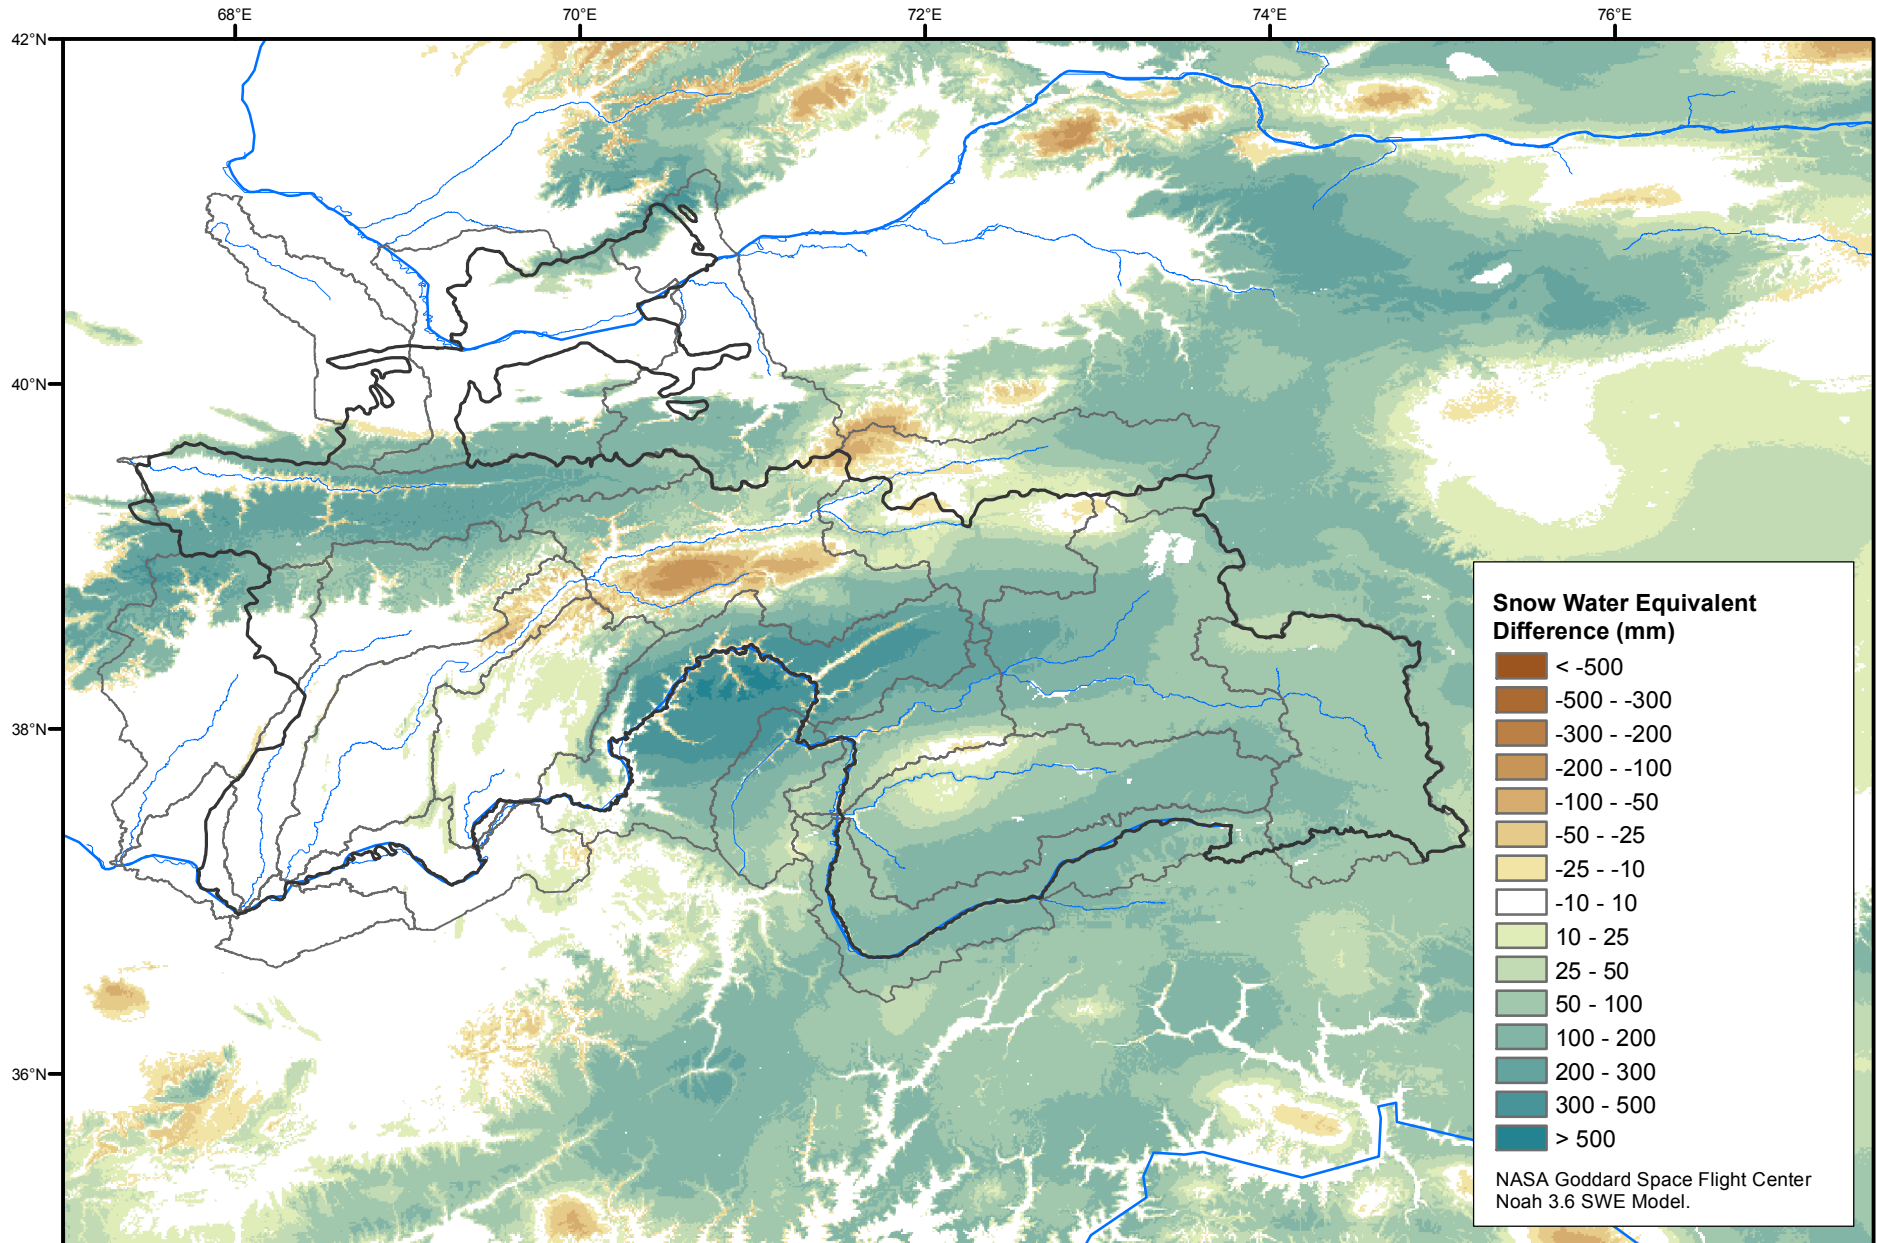 68°E 70°E 72°E 74°E 76°E
42°N
40°N
38°N
36°N
Snow Water Equivalent
Difference (mm)
< -500
-500 - -300
-300 - -200
-200 - -100
-100 - -50
-50 - -25
-25 - -10
-10 - 10
10 - 25
25 - 50
50 - 100
100 - 200
200 - 300
300 - 500
> 500
NASA Goddard Space Flight Center
Noah 3.6 SWE Model.